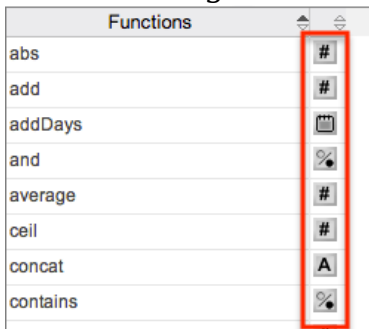 Functions
abs #
add #
addDays
and
average #
ceil #
concat A
contains